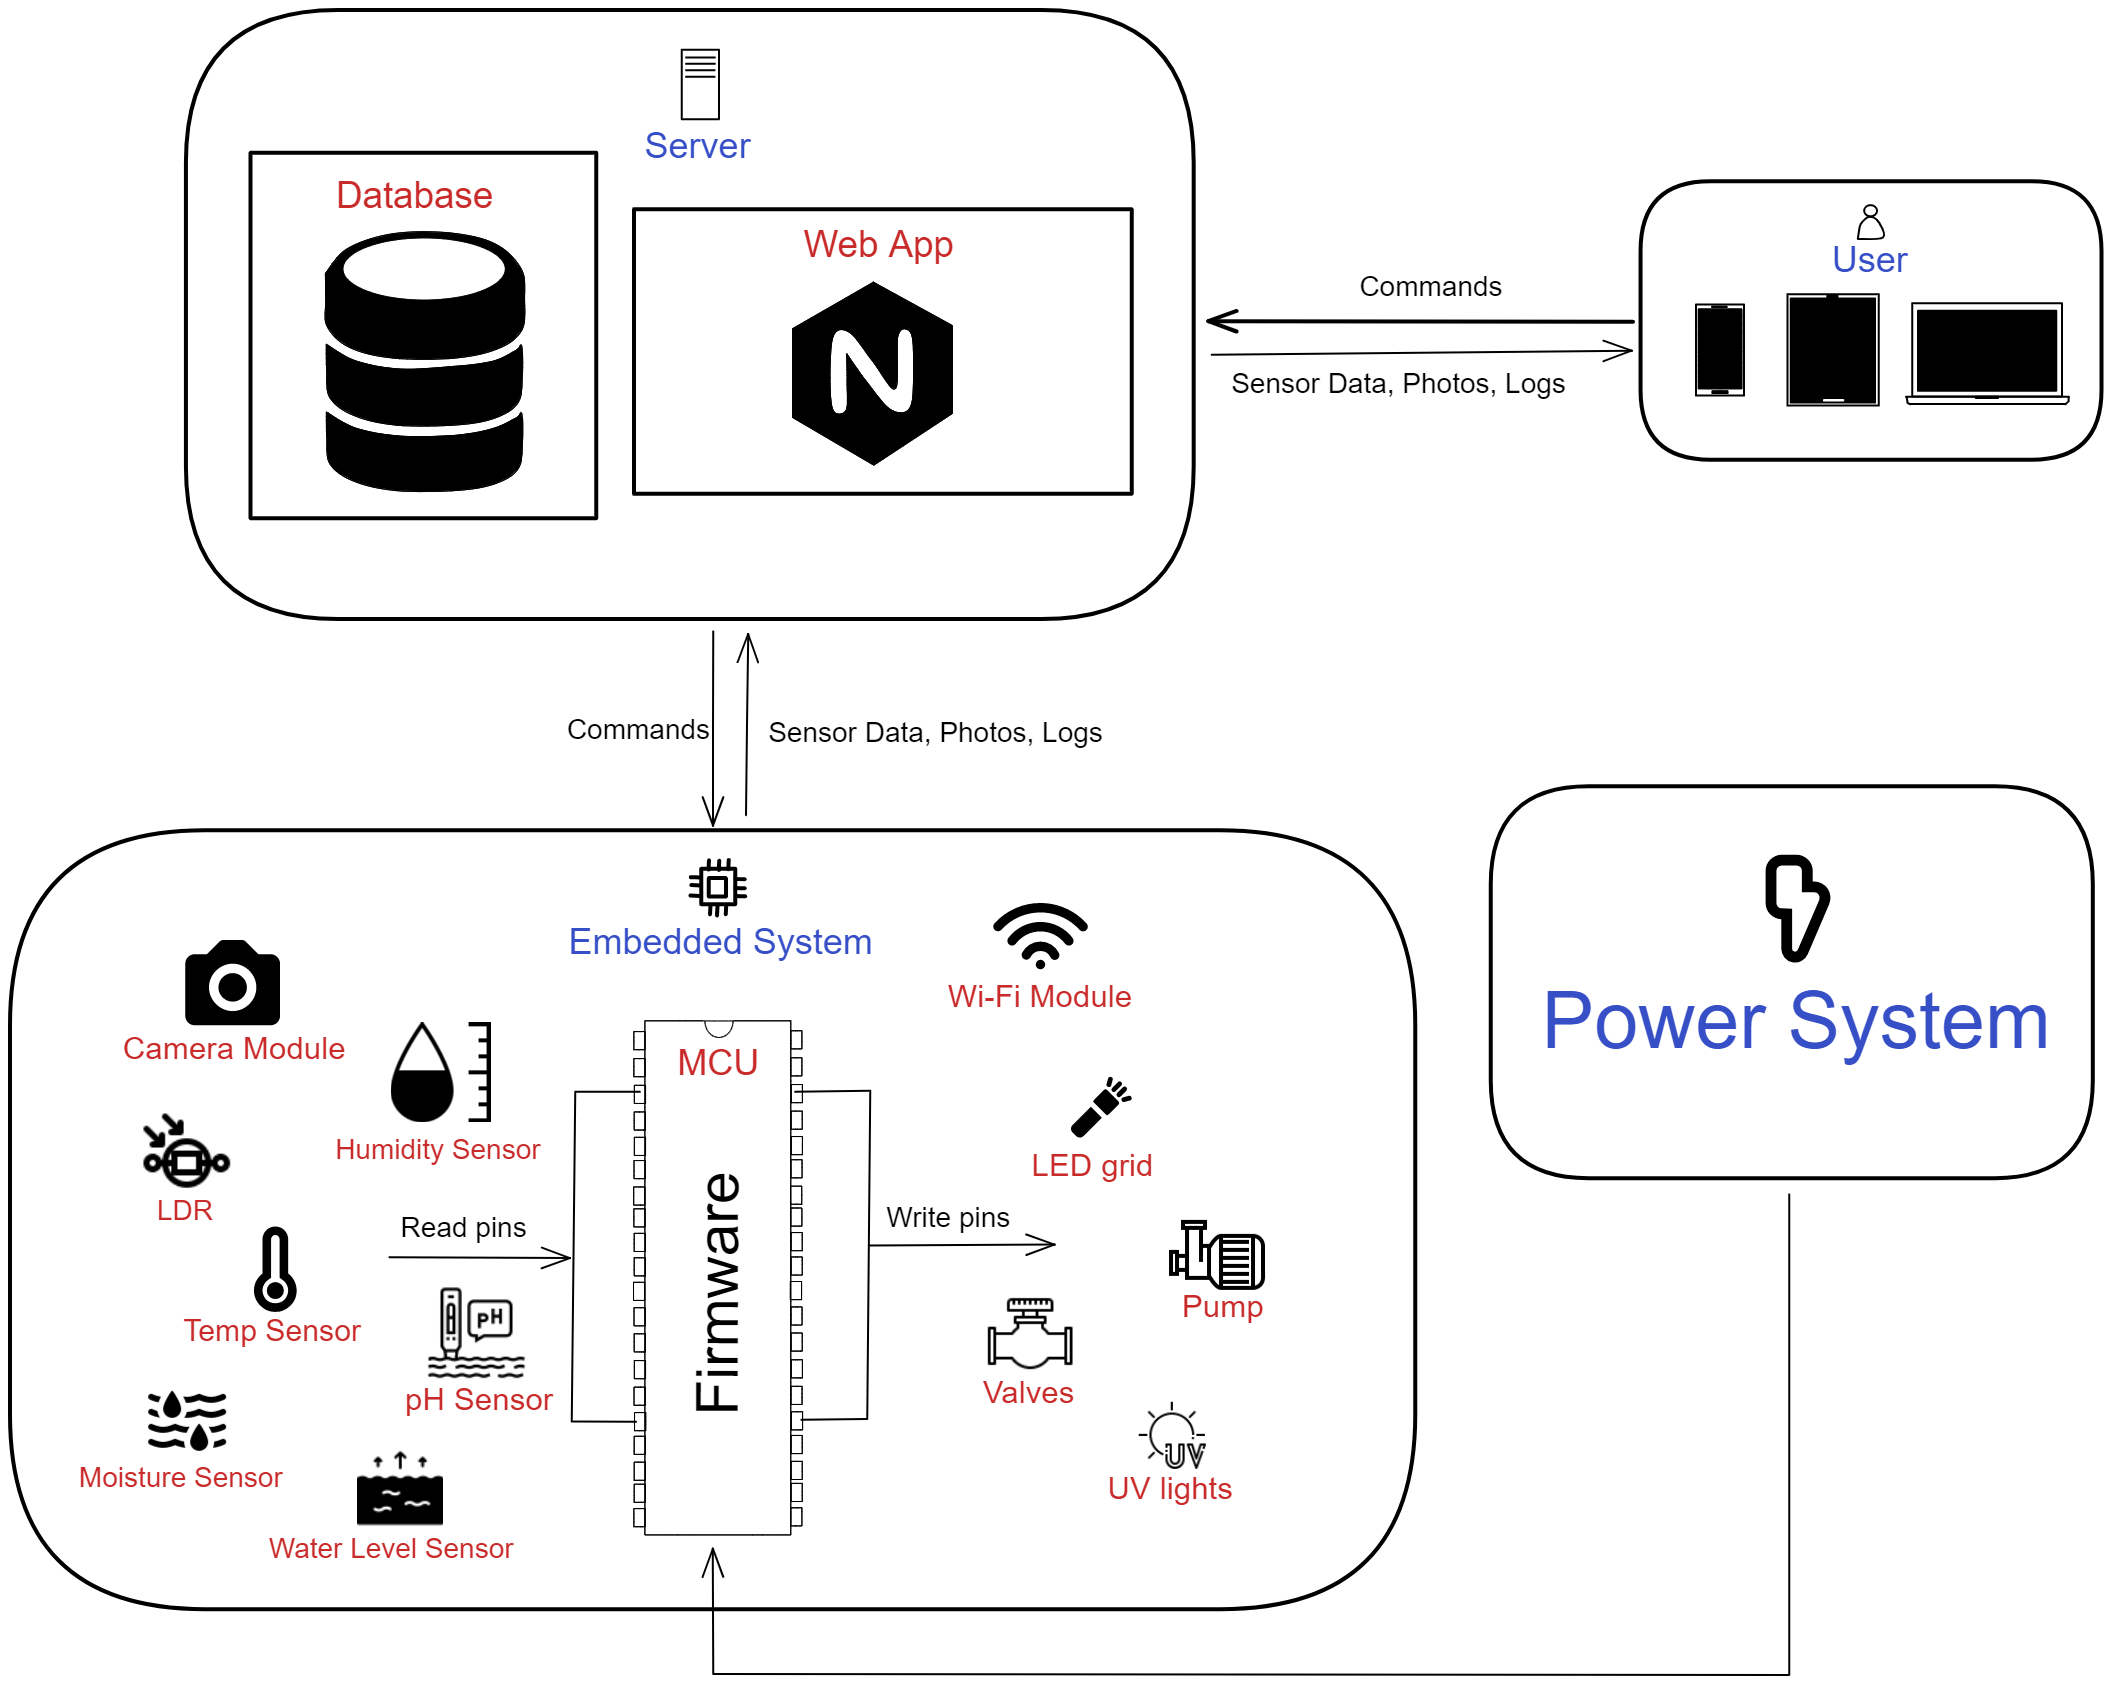 Server
Database
Web App
N
User
Commands
Sensor Data, Photos, Logs
Commands
Sensor Data, Photos, Logs
Embedded System
Wi-Fi Module
Camera Module
Humidity Sensor
MCU
Firmware
LDR
LED grid
Read pins
Write pins
Temp Sensor
PH
pH Sensor
Pump
Valves
Moisture Sensor
UV
UV lights
Water Level Sensor
Power System